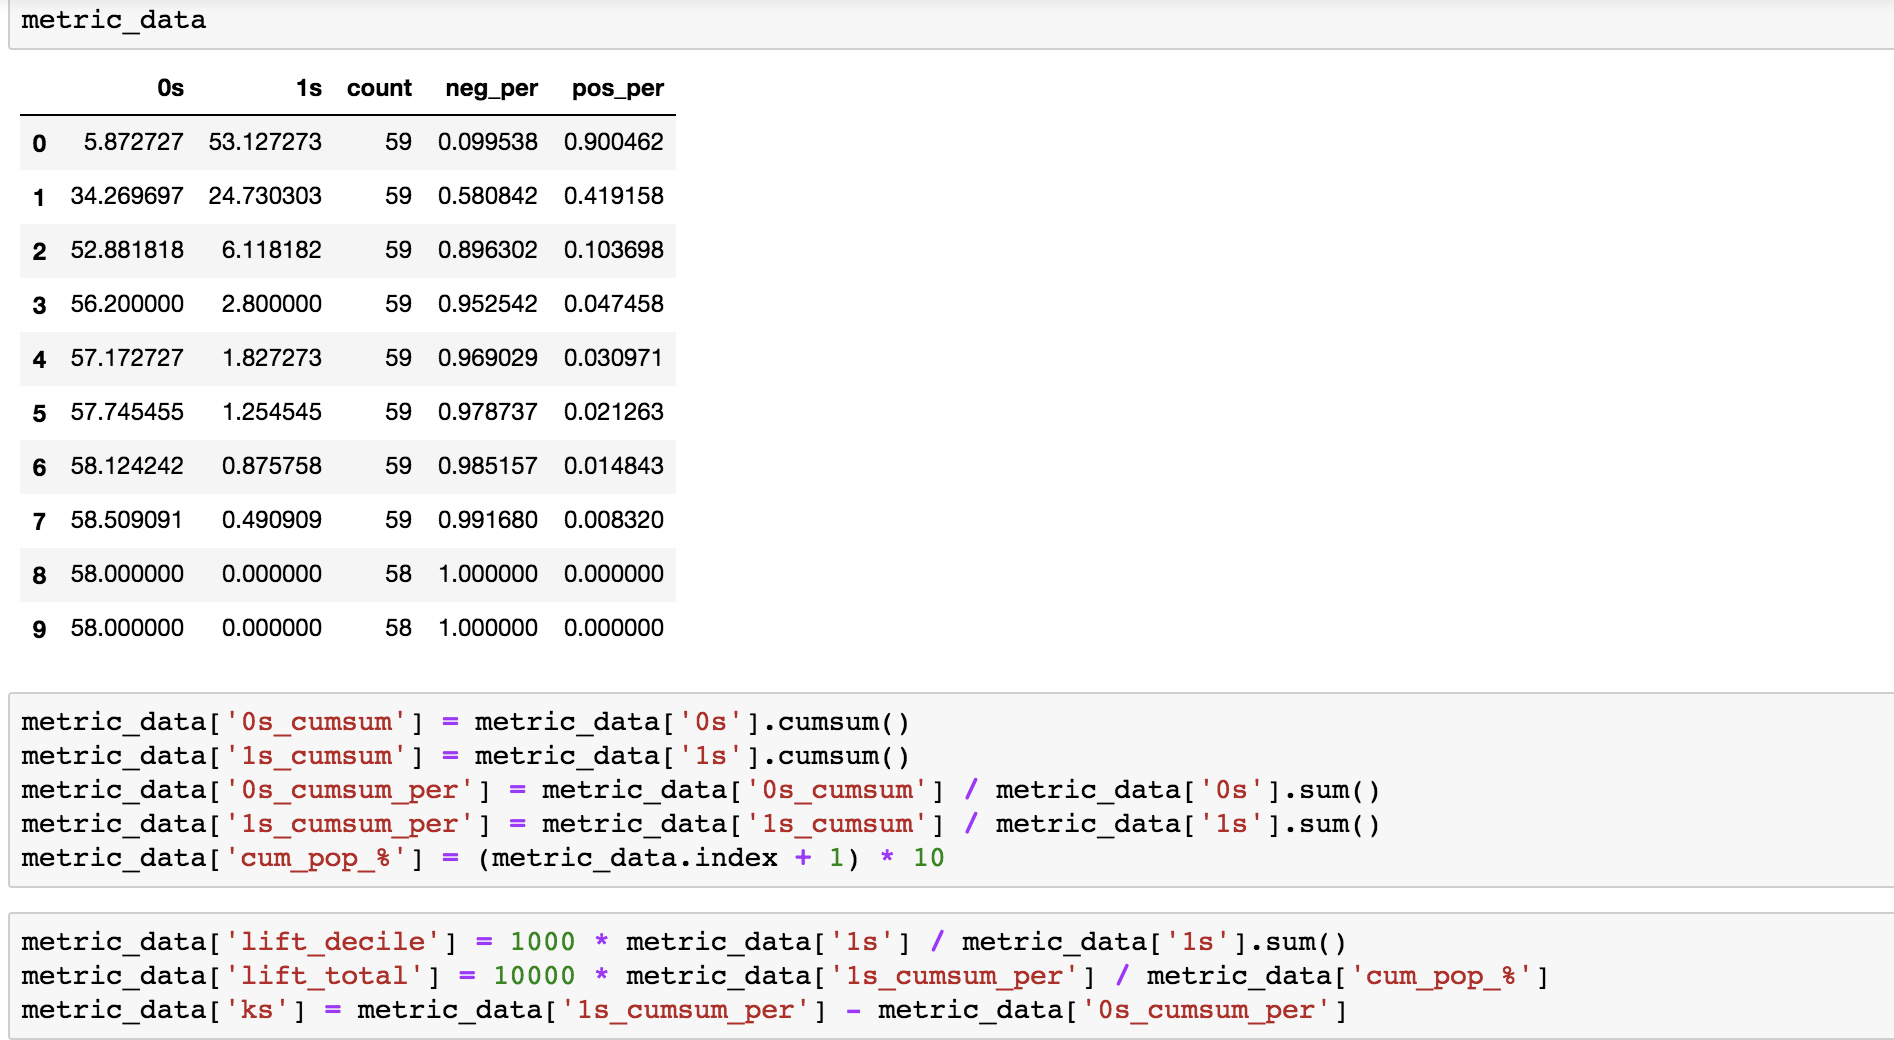 metric_data
0s 1s count neg_per pos_per
0 5.872727 53.127273 59 0.099538 0.900462
1 34.269697 24.730303 59 0.580842 0.419158
2 52.881818 6.118182 59 0.896302 0.103698
3 56.200000 2.800000 59 0.952542 0.047458
4 57.172727 1.827273 59 0.969029 0.030971
5 57.745455 1.254545 59 0.978737 0.021263
6 58.124242 0.875758 59 0.985157 0.014843
7 58.509091 0.490909 59 0.991680 0.008320
8 58.000000 0.000000 58 1.000000 0.000000
9 58.000000 0.000000 58 1.000000 0.000000
metric_data['0s_cumsum'] = metric_data['0s'].cumsum()
metric_data['1s_cumsum'] = metric_data['1s'].cumsum()
metric_data['0s_cumsum_per'] = metric_data['0s_cumsum'] / metric_data['0s'].sum()
metric_data['1s_cumsum_per'] = metric_data['1s_cumsum'] / metric_data['1s'].sum()
metric_data['cum_pop_%'] = (metric_data.index + 1) * 10
metric_data['lift_decile'] = 1000 * metric_data['1s'] / metric_data['1s'].sum()
metric_data['lift_total'] = 10000 * metric_data['1s_cumsum_per'] / metric_data['cum_pop_%']
metric_data['ks'] = metric_data['1s_cumsum_per'] - metric_data['0s_cumsum_per']